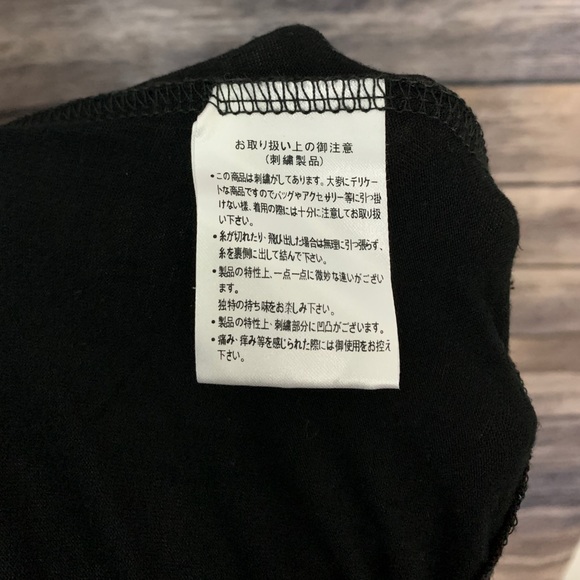 お取り扱い上の御注意
(刺繍製品)
・この商品は刺繍がしてあります。大変にデリケー
トな商品ですのでバッグやアクセサリー等に引っ掛
けない様、着用の際には十分に注意してお取り扱
い下さい。
・糸が切れたり・飛び出した場合は無理に引っ張らず、
糸を裏側に出して結んで下さい。
・製品の特性上、一点一点に微妙な違いがござい
ます。
独特の持ち味をお楽しみ下さい。
・製品の特性上・刺繍部分に凹凸がございます。
・痛み・痒み等を感じられた際には御使用をお控え
下さい。